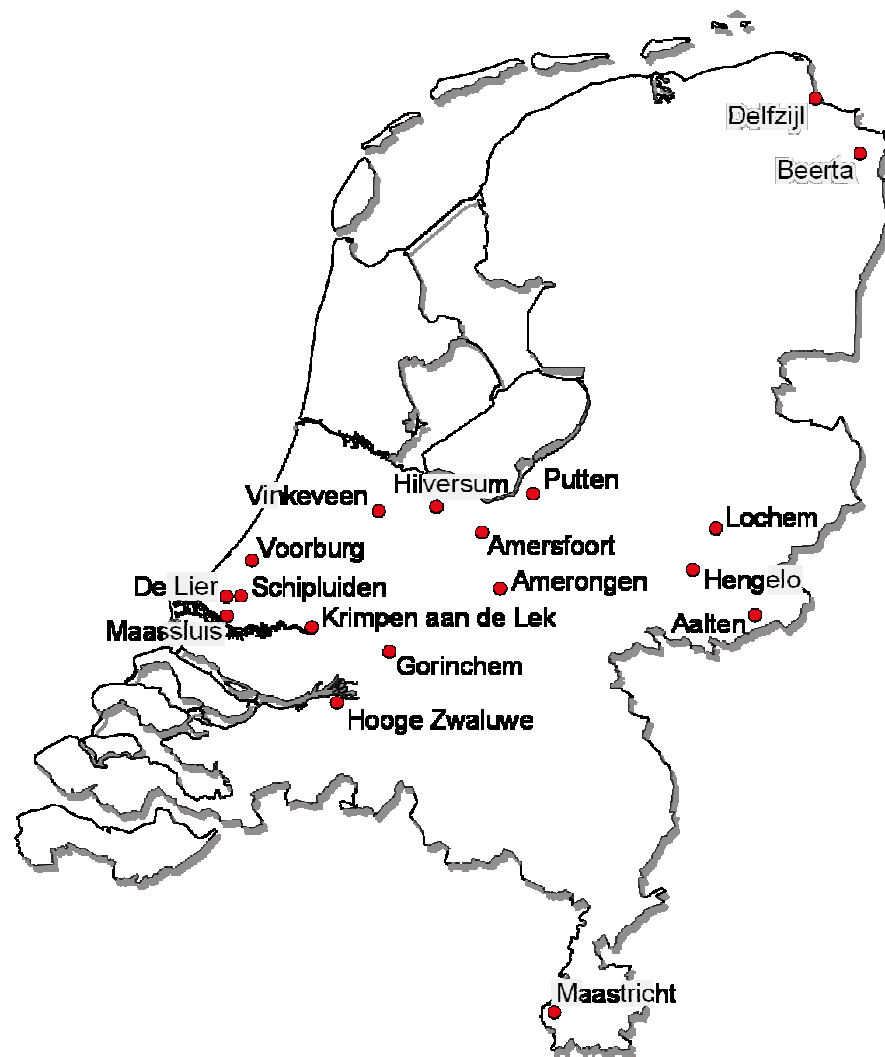 Delfzijl
Beerta
Putten
Hilversum
Vinkeveen
Lochem
Amersfoort
Voorburg
Hengelo
Amerongen
De Lier
Schipluiden
Krimpen aan de Lek
Aalten
Maassluis
Gorinchem
Hooge Zwaluwe
Maastricht